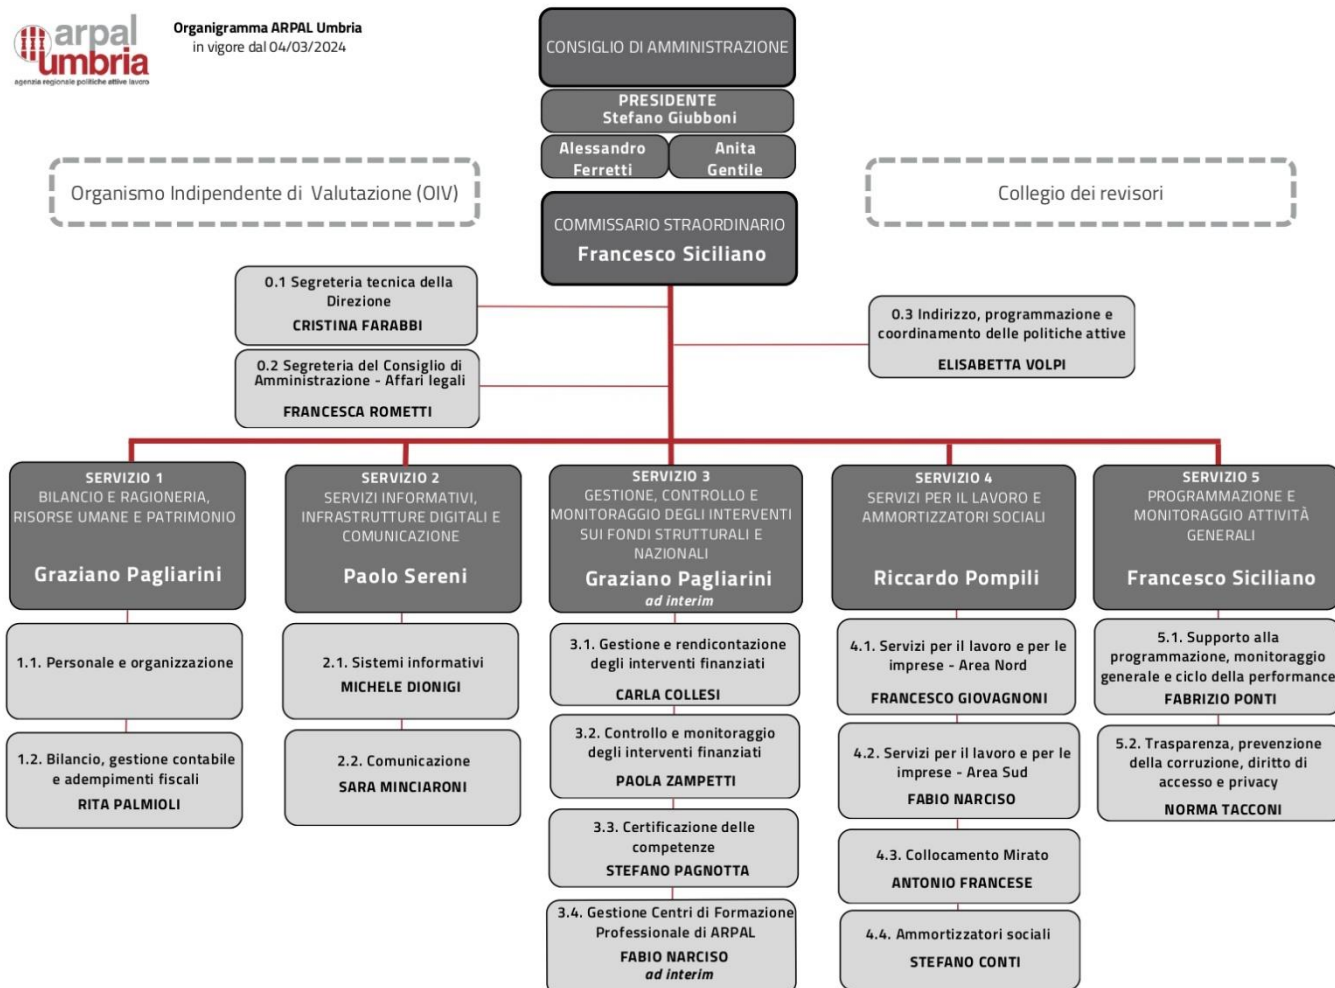 arpal
umbria
agenzia regionale politiche attive lavoro
Organigramma ARPAL Umbria
in vigore dal 04/03/2024
CONSIGLIO DI AMMINISTRAZIONE
PRESIDENTE
Stefano Giubboni
Alessandro
Ferretti
Anita
Gentile
Organismo Indipendente di Valutazione (OIV)
Collegio dei revisori
COMMISSARIO STRAORDINARIO
Francesco Siciliano
0.1 Segreteria tecnica della
Direzione
CRISTINA FARABBI
0.2 Segreteria del Consiglio di
Amministrazione - Affari legali
FRANCESCA ROMETTI
0.3 Indirizzo, programmazione e
coordinamento delle politiche attive
ELISABETTA VOLPI
SERVIZIO 1
BILANCIO E RAGIONERIA,
RISORSE UMANE E PATRIMONIO
Graziano Pagliarini
1.1. Personale e organizzazione
1.2. Bilancio, gestione contabile
e adempimenti fiscali
RITA PALMIOLI
SERVIZIO 2
SERVIZI INFORMATIVI,
INFRASTRUTTURE DIGITALI E
COMUNICAZIONE
Paolo Sereni
2.1. Sistemi informativi
MICHELE DIONIGI
2.2. Comunicazione
SARA MINCIARONI
SERVIZIO 3
GESTIONE, CONTROLLO E
MONITORAGGIO DEGLI INTERVENTI
SUI FONDI STRUTTURALI E
NAZIONALI
Graziano Pagliarini
ad interim
3.1. Gestione e rendicontazione
degli interventi finanziati
CARLA COLLESI
3.2. Controllo e monitoraggio
degli interventi finanziati
PAOLA ZAMPETTI
3.3. Certificazione delle
competenze
STEFANO PAGNOTTA
3.4. Gestione Centri di Formazione
Professionale di ARPAL
FABIO NARCISO
ad interim
SERVIZIO 4
SERVIZI PER IL LAVORO E
AMMORTIZZATORI SOCIALI
Riccardo Pompili
4.1. Servizi per il lavoro e per le
imprese - Area Nord
FRANCESCO GIOVAGNONI
4.2. Servizi per il lavoro e per le
imprese - Area Sud
FABIO NARCISO
4.3. Collocamento Mirato
ANTONIO FRANCESE
4.4. Ammortizzatori sociali
STEFANO CONTI
SERVIZIO 5
PROGRAMMAZIONE E
MONITORAGGIO ATTIVITÀ
GENERALI
Francesco Siciliano
5.1. Supporto alla
programmazione, monitoraggio
generale e ciclo della performance
FABRIZIO PONTI
5.2. Trasparenza, prevenzione
della corruzione, diritto di
accesso e privacy
NORMA TACCONI